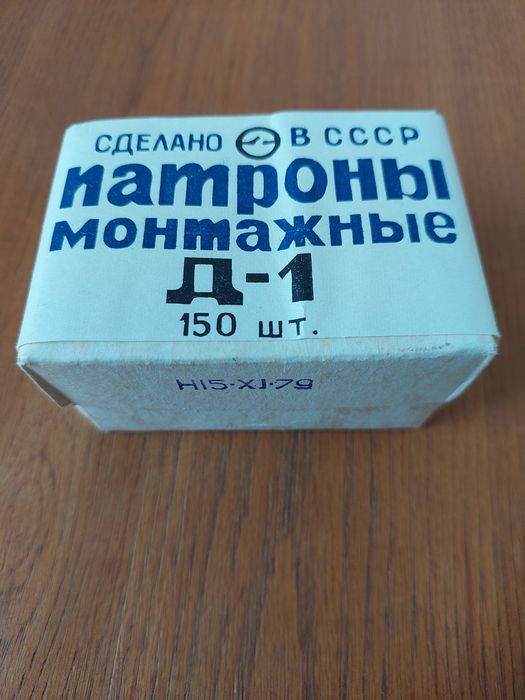 СДЕЛАНО В СССР
ПАТРОНЫ
МОНТАЖНЫЕ
Д-1
150 шт.
Н15·XI·79